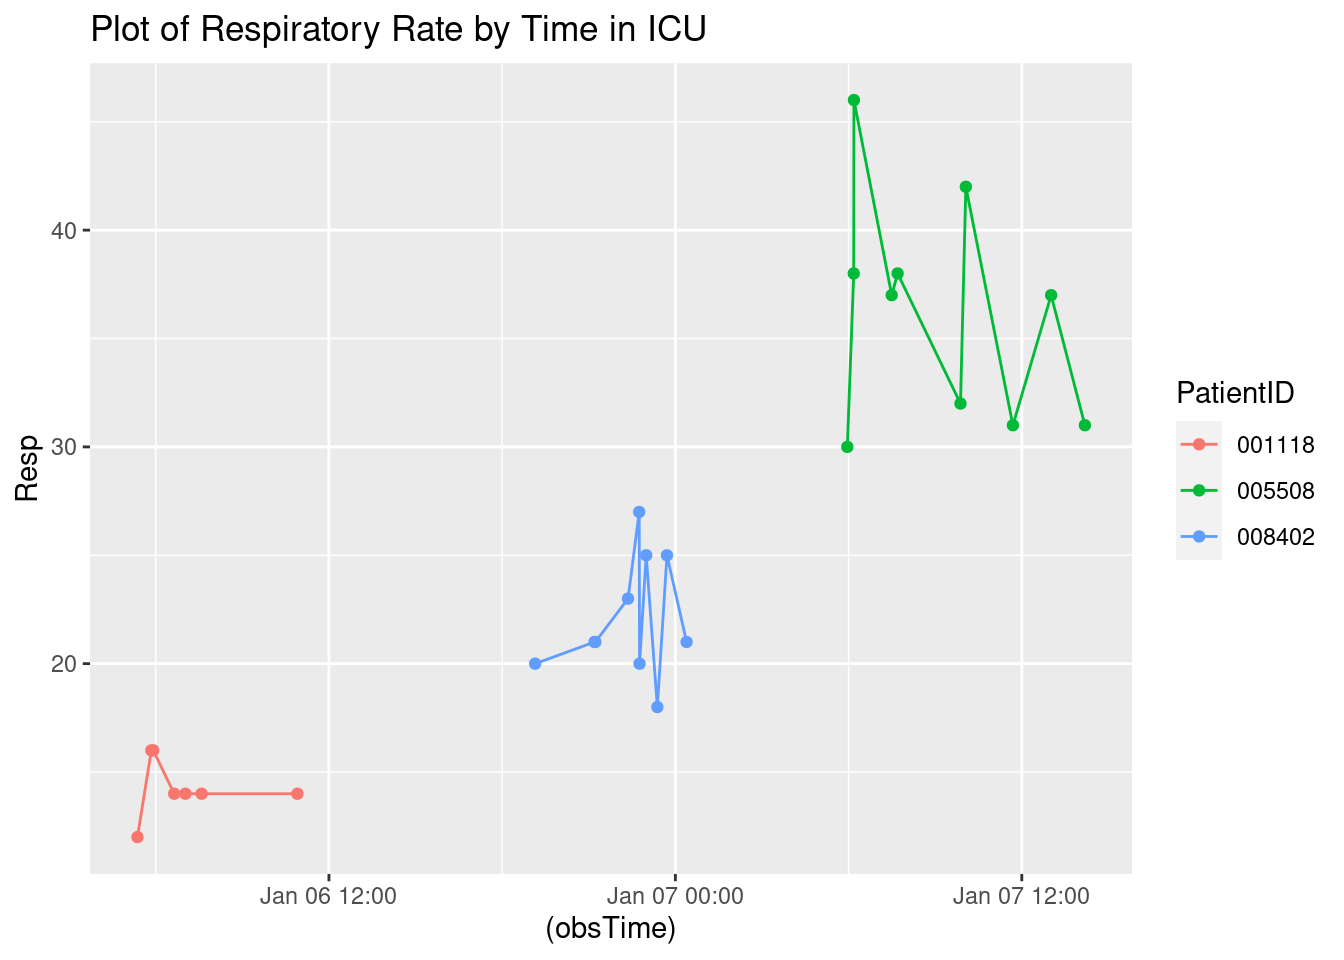 Plot of Respiratory Rate by Time in ICU
Resp
40
30
20
Jan 06 12:00
Jan 07 00:00
Jan 07 12:00
(obsTime)
PatientID
001118
005508
008402